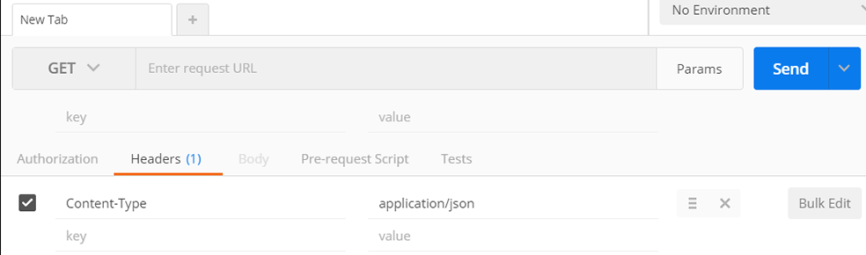 New Tab
+
No Environment
GET
Enter request URL
Params
Send
key value
Authorization Headers (1) Body Pre-request Script Tests
Content-Type application/json Bulk Edit
key value